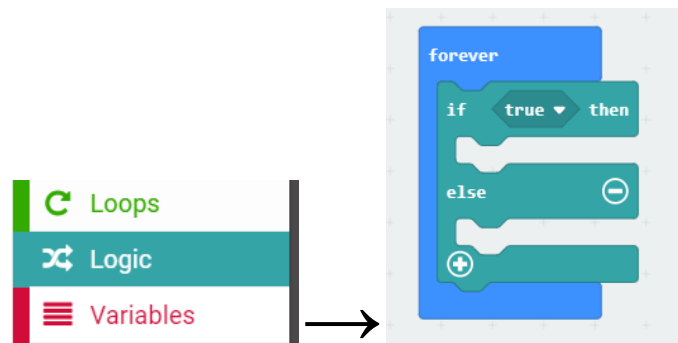 Loops
Logic
Variables
forever
if true then
else